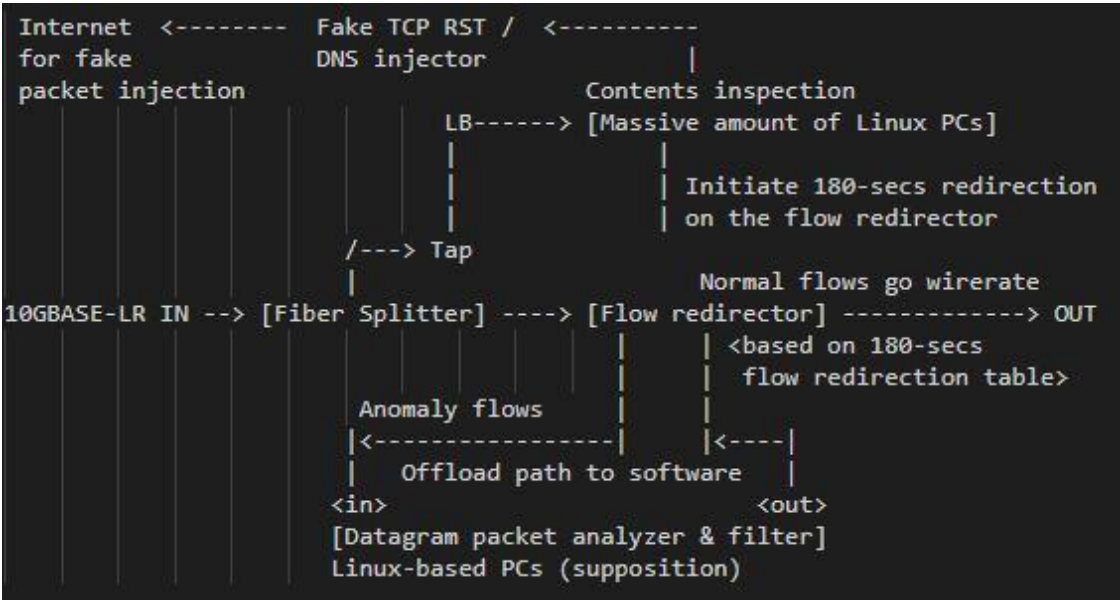 Internet <-------- Fake TCP RST / <----------
for fake DNS injector |
packet injection Contents inspection
LB------> [Massive amount of Linux PCs]
| |
| | Initiate 180-secs redirection
| | on the flow redirector
/---> Tap
| Normal flows go wirerate
10GBASE-LR IN --> [Fiber Splitter] ----> [Flow redirector] -------------> OUT
| | <based on 180-secs
| | flow redirection table>
Anomaly flows | |
|<-----------------| |<----|
| Offload path to software |
<in> <out>
[Datagram packet analyzer & filter]
Linux-based PCs (supposition)